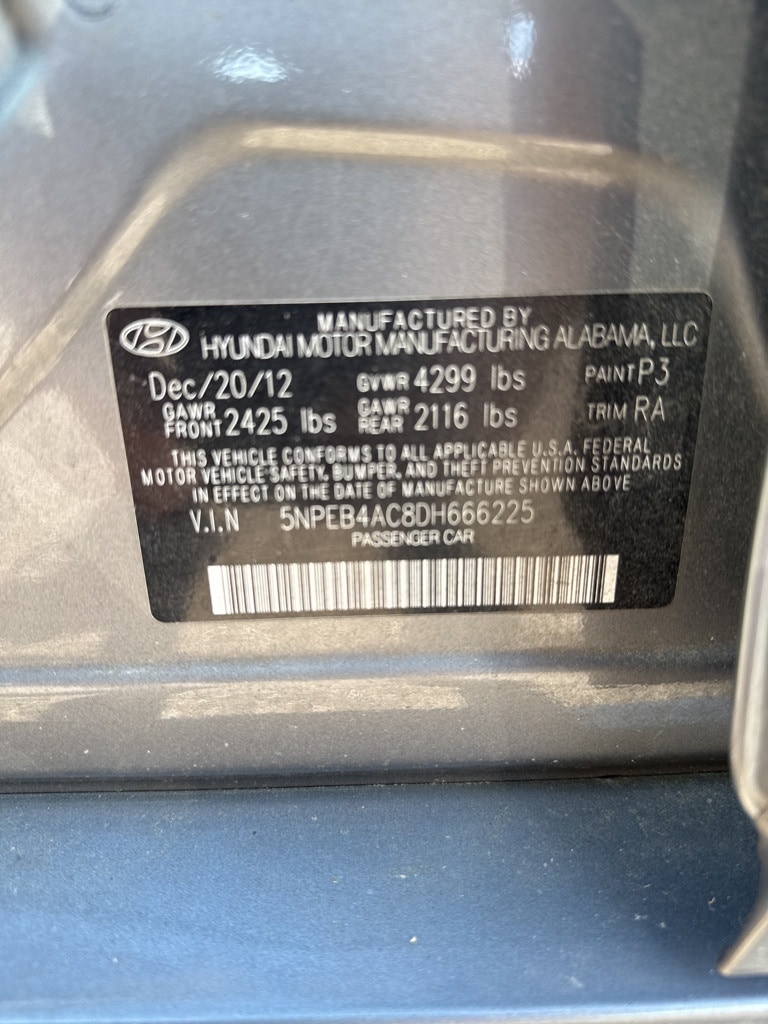 MANUFACTURED BY
HYUNDAI MOTOR MANUFACTURING ALABAMA, LLC
Dec/20/12 GVWR 4299 lbs PAINT P3
GAWR FRONT 2425 lbs GAWR REAR 2116 lbs TRIM RA
THIS VEHICLE CONFORMS TO ALL APPLICABLE U.S.A. FEDERAL
MOTOR VEHICLE SAFETY, BUMPER, AND THEFT PREVENTION STANDARDS
IN EFFECT ON THE DATE OF MANUFACTURE SHOWN ABOVE
V.I.N 5NPEB4AC8DH666225
PASSENGER CAR